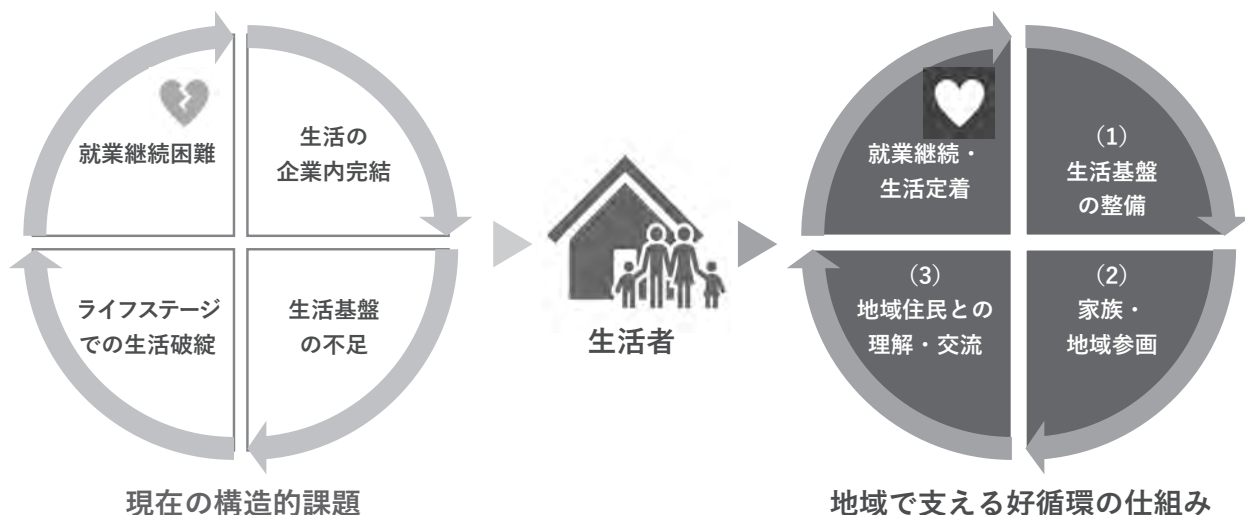 就業継続困難
生活の
企業内完結
ライフステージ
での生活破綻
生活基盤
の不足
現在の構造的課題
生活者
就業継続・
生活定着
（1）
生活基盤
の整備
（3）
地域住民との
理解・交流
（2）
家族・
地域参画
地域で支える好循環の仕組み